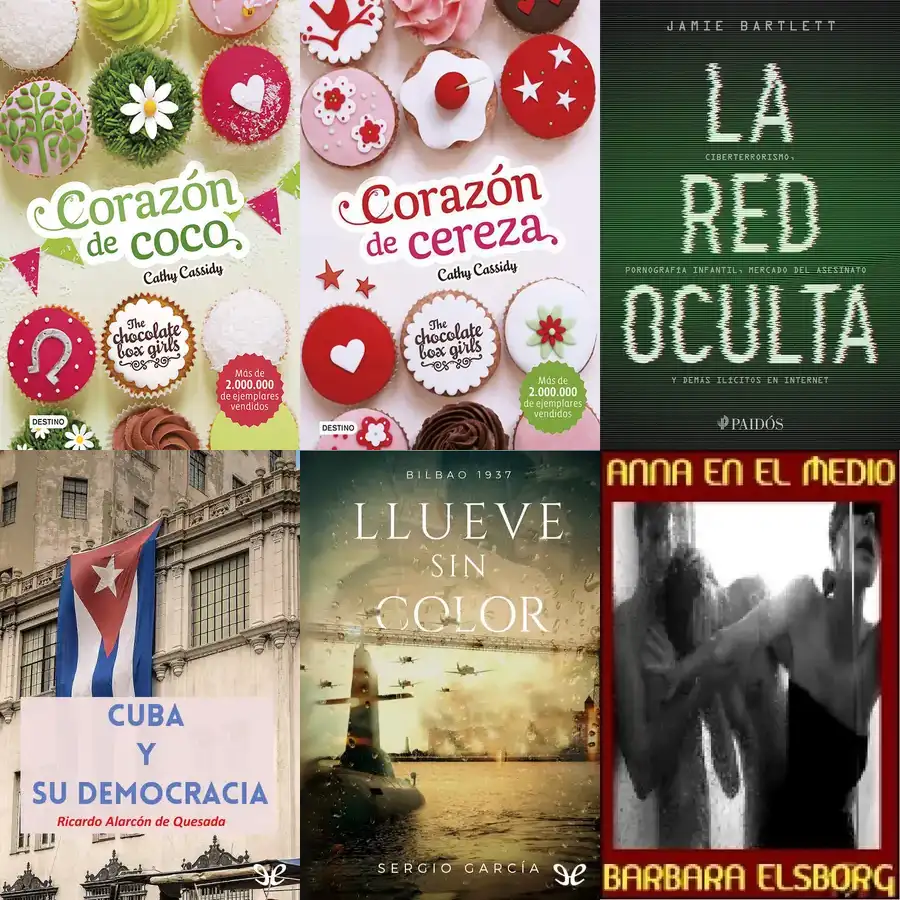 Corazón
de coco
Cathy Cassidy
The
chocolate
box girls
Más de
2.000.000
de ejemplares
vendidos
DESTINO
Corazón
de cereza
Cathy Cassidy
The
chocolate
box girls
Más de
2.000.000
de ejemplares
vendidos
DESTINO
JAMIE BARTLETT
LA
CIBERTERRORISMO,
RED
PORNOGRAFÍA INFANTIL, MERCADO DEL ASESINATO
OCULTA
Y DEMÁS ILÍCITOS EN INTERNET
PAIDÓS
CUBA
Y
SU DEMOCRACIA
Ricardo Alarcón de Quesada
BILBAO 1937
LLUEVE
SIN
COLOR
SERGIO GARCÍA
ANNA EN EL MEDIO
BARBARA ELSBORG